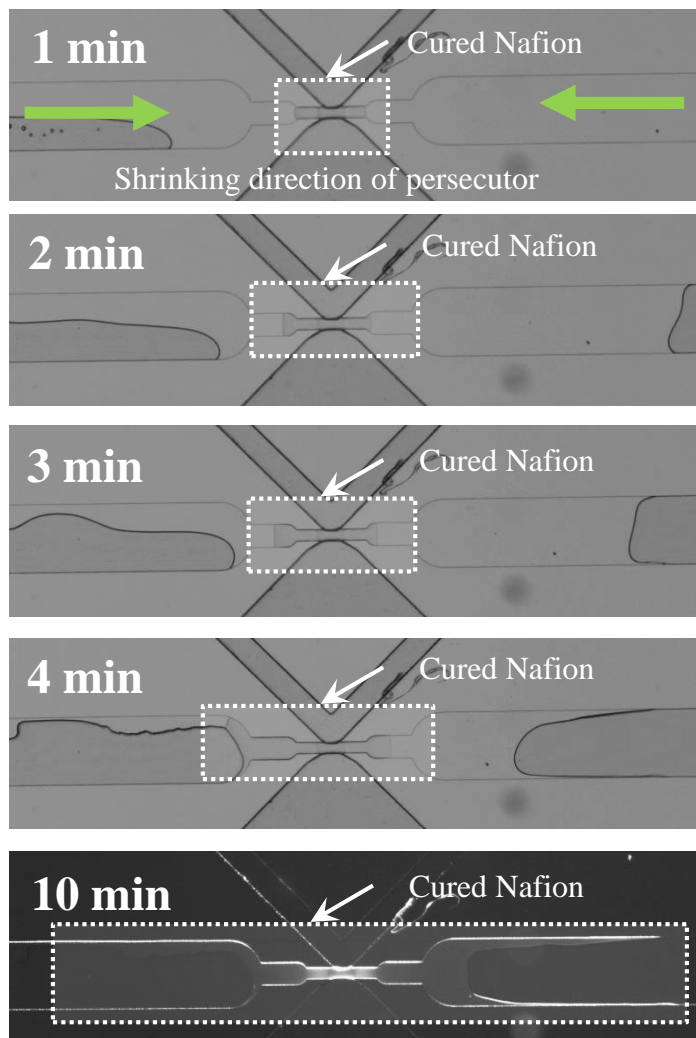 1 min
Cured Nafion
Shrinking direction of persecutor
2 min
Cured Nafion
3 min
Cured Nafion
4 min
Cured Nafion
10 min
Cured Nafion